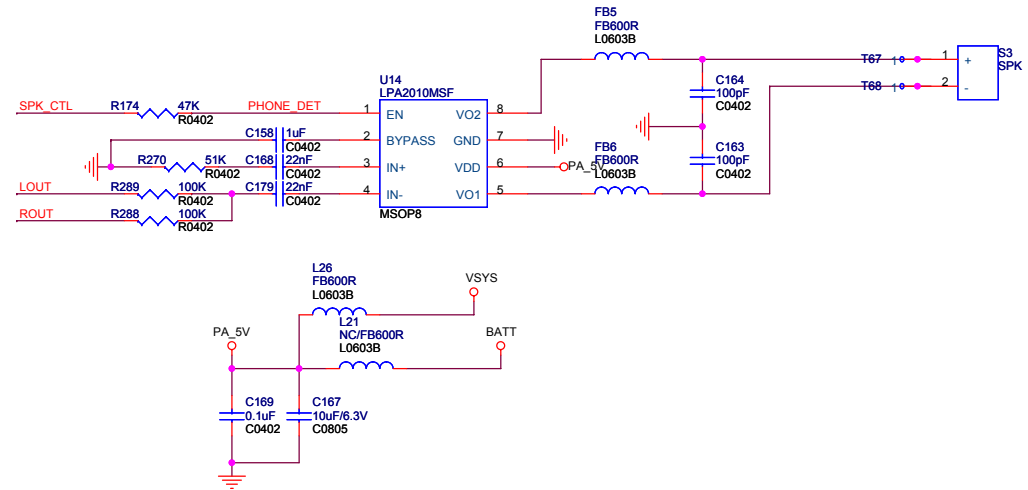 FB5
FB600R
L0603B
U14
LPA2010MSF
SPK_CTL
R174
47K
R0402
PHONE_DET
1
EN
VO2
8
C158
1uF
C0402
2
BYPASS
GND
7
R270
51K
R0402
C168
22nF
C0402
3
IN+
VDD
6
PA_5V
LOUT
R289
100K
R0402
C179
22nF
C0402
4
IN-
VO1
5
ROUT
R288
100K
R0402
MSOP8
FB6
FB600R
L0603B
C164
100pF
C0402
C163
100pF
C0402
T67
1
1
+
S3
SPK
T68
1
2
-
L26
FB600R
L0603B
VSYS
L21
NC/FB600R
L0603B
BATT
PA_5V
C169
0.1uF
C0402
C167
10uF/6.3V
C0805